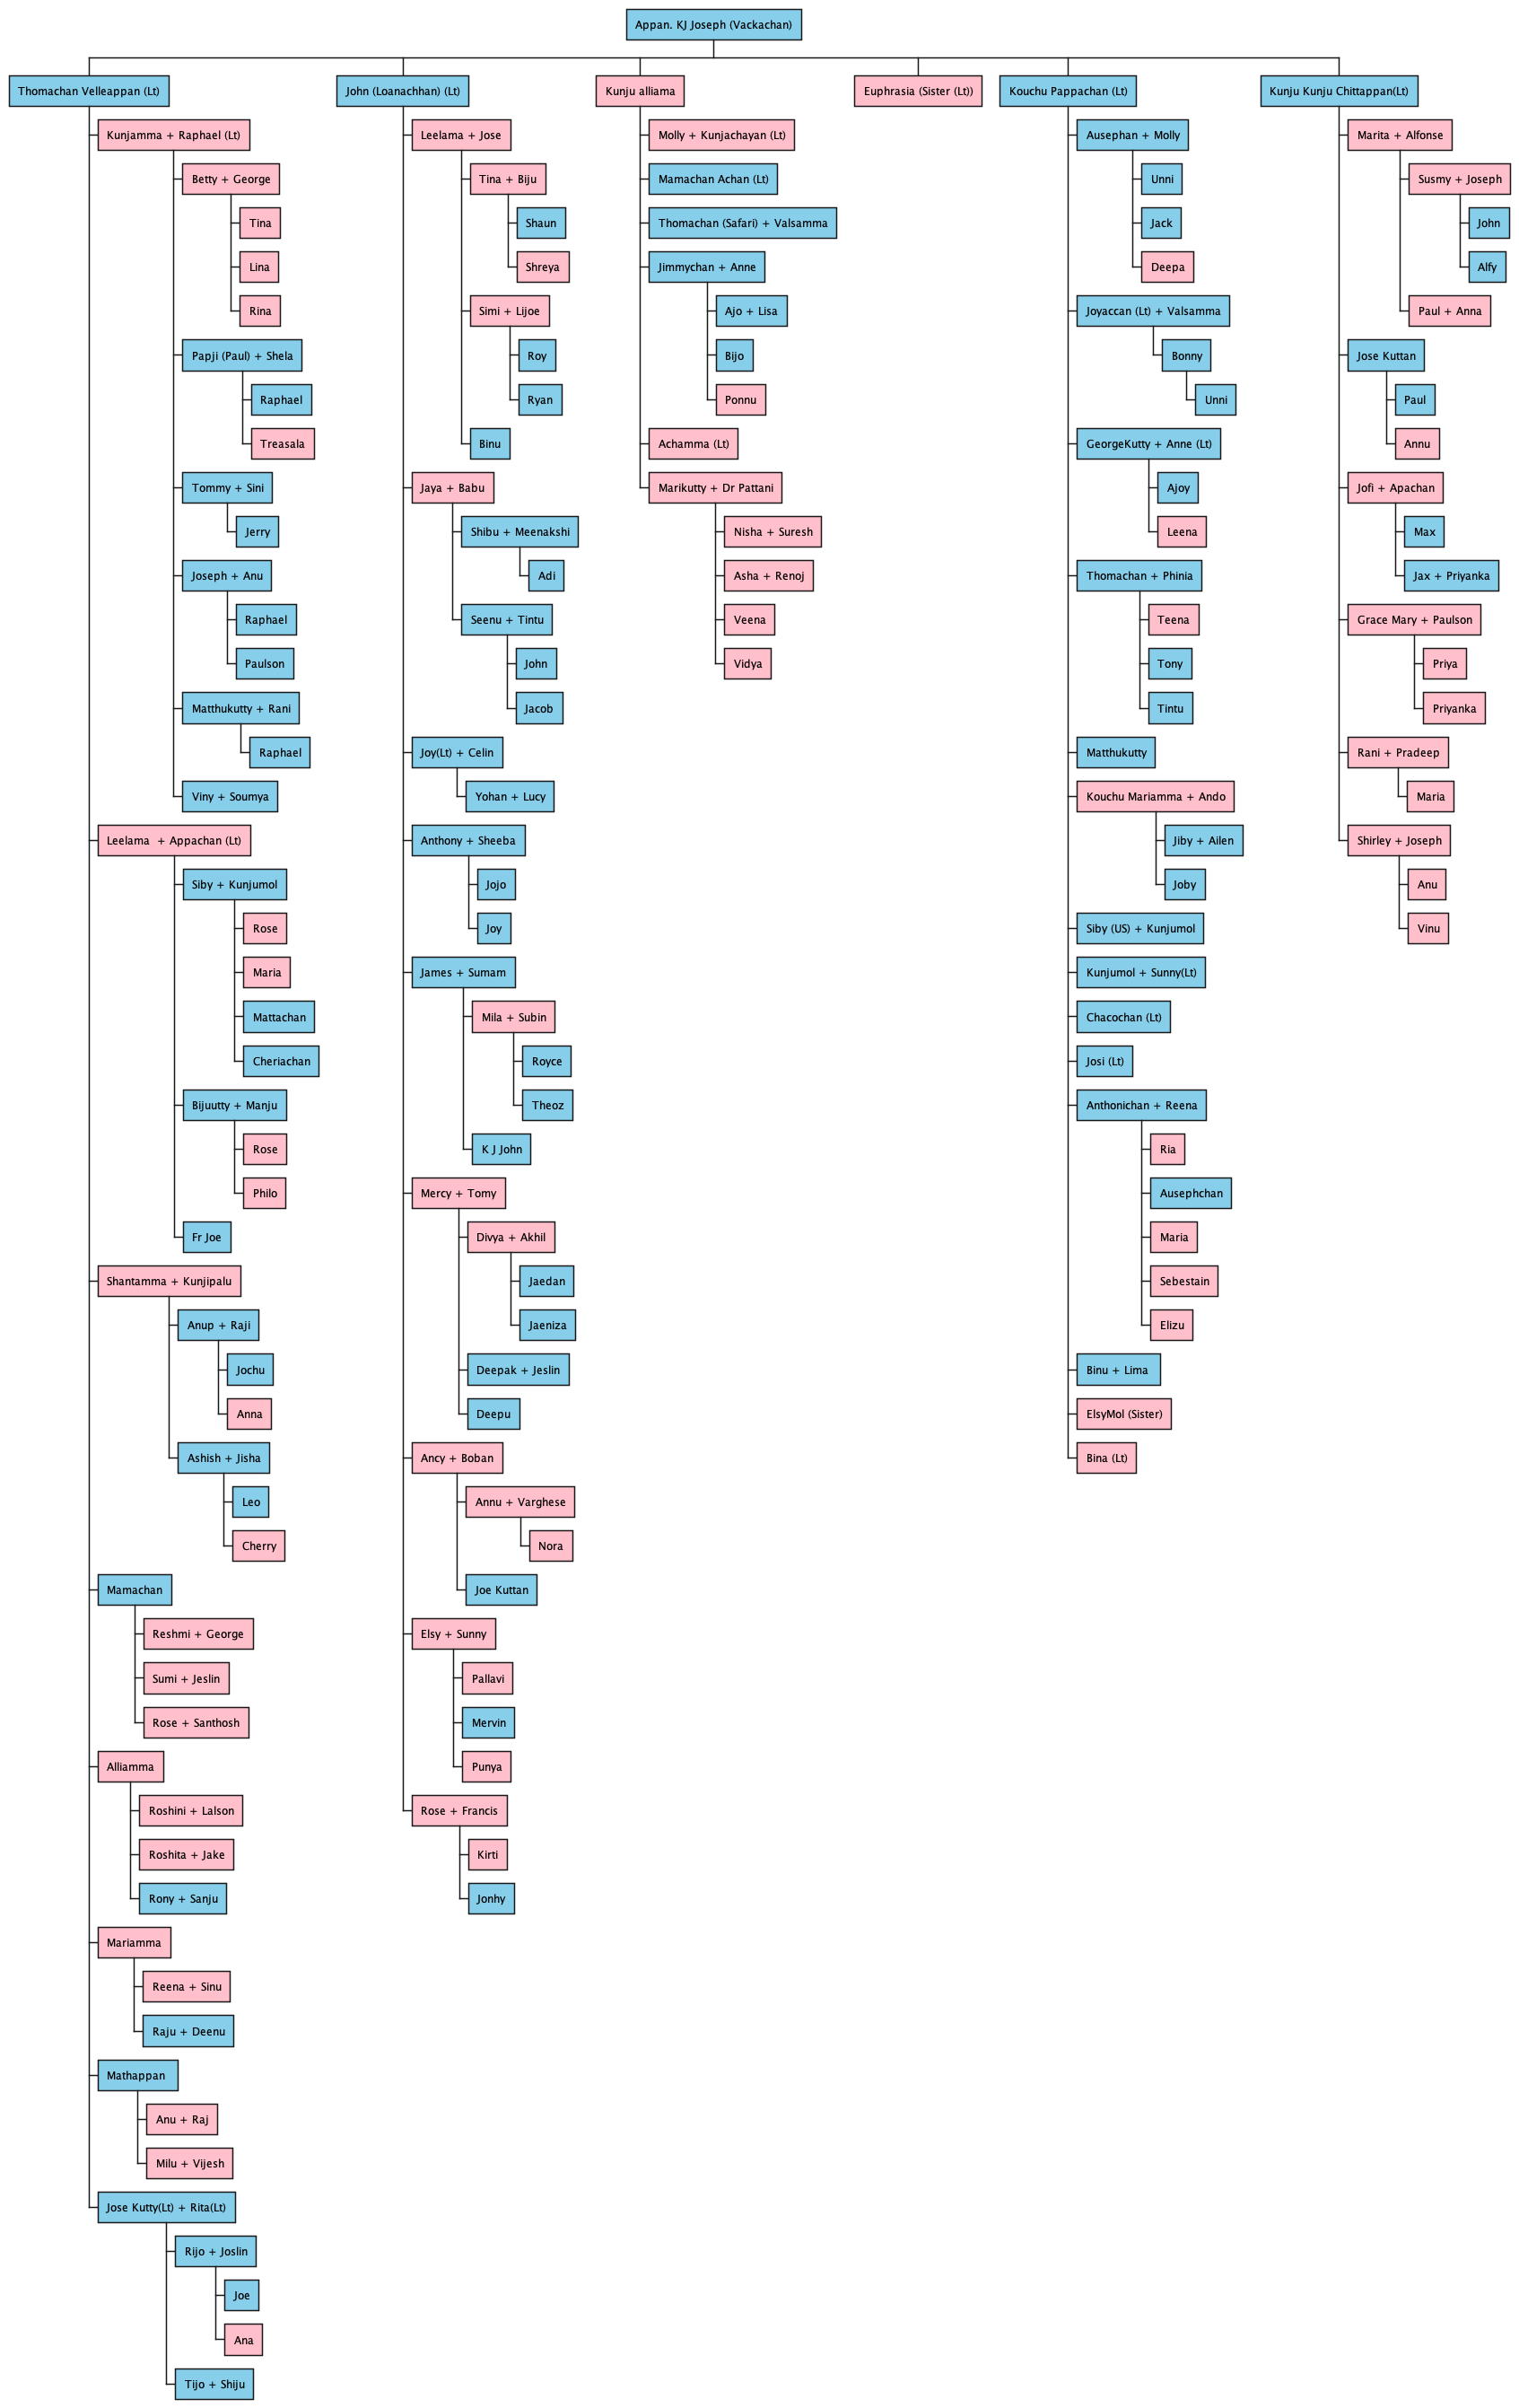 Appan. KJ Joseph (Vackachan)
Thomachan Velleappan (Lt)
Kunjamma + Raphael (Lt)
Betty + George
Tina
Lina
Rina
Papji (Paul) + Shela
Raphael
Treasala
Tommy + Sini
Jerry
Joseph + Anu
Raphael
Paulson
Matthukutty + Rani
Raphael
Viny + Soumya
Leelama + Appachan (Lt)
Siby + Kunjumol
Rose
Maria
Mattachan
Cheriachan
Bijuutty + Manju
Rose
Philo
Fr Joe
Shantamma + Kunjipalu
Anup + Raji
Jochu
Anna
Ashish + Jisha
Leo
Cherry
Mamachan
Reshmi + George
Sumi + Jeslin
Rose + Santhosh
Alliamma
Roshini + Lalson
Roshita + Jake
Rony + Sanju
Mariamma
Reena + Sinu
Raju + Deenu
Mathappan
Anu + Raj
Milu + Vijesh
Jose Kutty(Lt) + Rita(Lt)
Rijo + Joslin
Joe
Ana
Tijo + Shiju
John (Loanachhan) (Lt)
Leelama + Jose
Tina + Biju
Shaun
Shreya
Simi + Lijoe
Roy
Ryan
Binu
Jaya + Babu
Shibu + Meenakshi
Adi
Seenu + Tintu
John
Jacob
Joy(Lt) + Celin
Yohan + Lucy
Anthony + Sheeba
Jojo
Joy
James + Sumam
Mila + Subin
Royce
Theoz
K J John
Mercy + Tomy
Divya + Akhil
Jaedan
Jaeniza
Deepak + Jeslin
Deepu
Ancy + Boban
Annu + Varghese
Nora
Joe Kuttan
Elsy + Sunny
Pallavi
Mervin
Punya
Rose + Francis
Kirti
Jonhy
Kunju alliama
Molly + Kunjachayan (Lt)
Mamachan Achan (Lt)
Thomachan (Safari) + Valsamma
Jimmychan + Anne
Ajo + Lisa
Bijo
Ponnu
Achamma (Lt)
Marikutty + Dr Pattani
Nisha + Suresh
Asha + Renoj
Veena
Vidya
Euphrasia (Sister (Lt))
Kouchu Pappachan (Lt)
Ausephan + Molly
Unni
Jack
Deepa
Joyaccan (Lt) + Valsamma
Bonny
Unni
GeorgeKutty + Anne (Lt)
Ajoy
Leena
Thomachan + Phinia
Teena
Tony
Tintu
Matthukutty
Kouchu Mariamma + Ando
Jiby + Ailen
Joby
Siby (US) + Kunjumol
Kunjumol + Sunny(Lt)
Chacochan (Lt)
Josi (Lt)
Anthonichan + Reena
Ria
Ausephchan
Maria
Sebestain
Elizu
Binu + Lima
ElsyMol (Sister)
Bina (Lt)
Kunju Kunju Chittappan(Lt)
Marita + Alfonse
Susmy + Joseph
John
Alfy
Paul + Anna
Jose Kuttan
Paul
Annu
Jofi + Apachan
Max
Jax + Priyanka
Grace Mary + Paulson
Priya
Priyanka
Rani + Pradeep
Maria
Shirley + Joseph
Anu
Vinu